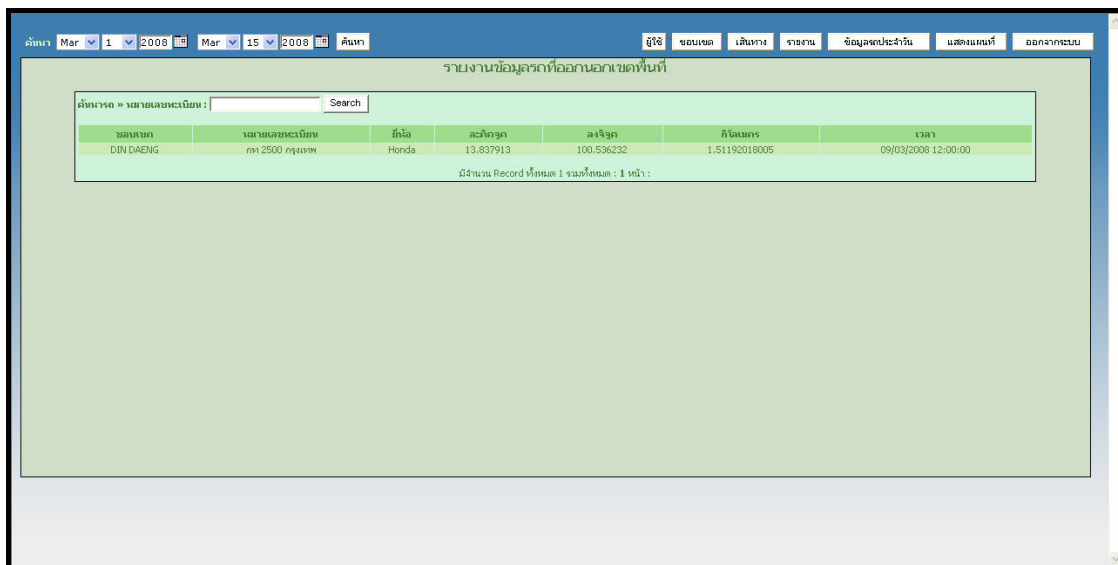 ค้นหา Mar 1 2008 Mar 15 2008 ค้นหา ผู้ใช้ ขอบเขต เส้นทาง รายงาน ข้อมูลรถประจำวัน แสดงแผนที่ ออกจากระบบ
รายงานข้อมูลรถที่ออกนอกเขตพื้นที่
ค้นหารถ » หมายเลขทะเบียน : Search
ขอบเขต หมายเลขทะเบียน ยี่ห้อ ละติจูด ลองจิจูด กิโลเมตร เวลา
DIN DAENG กท 2500 กรุงเทพ Honda 13.837913 100.536232 1.51192018005 09/03/2008 12:00:00
มีจำนวน Record ทั้งหมด 1 รวมทั้งหมด : 1 หน้า :